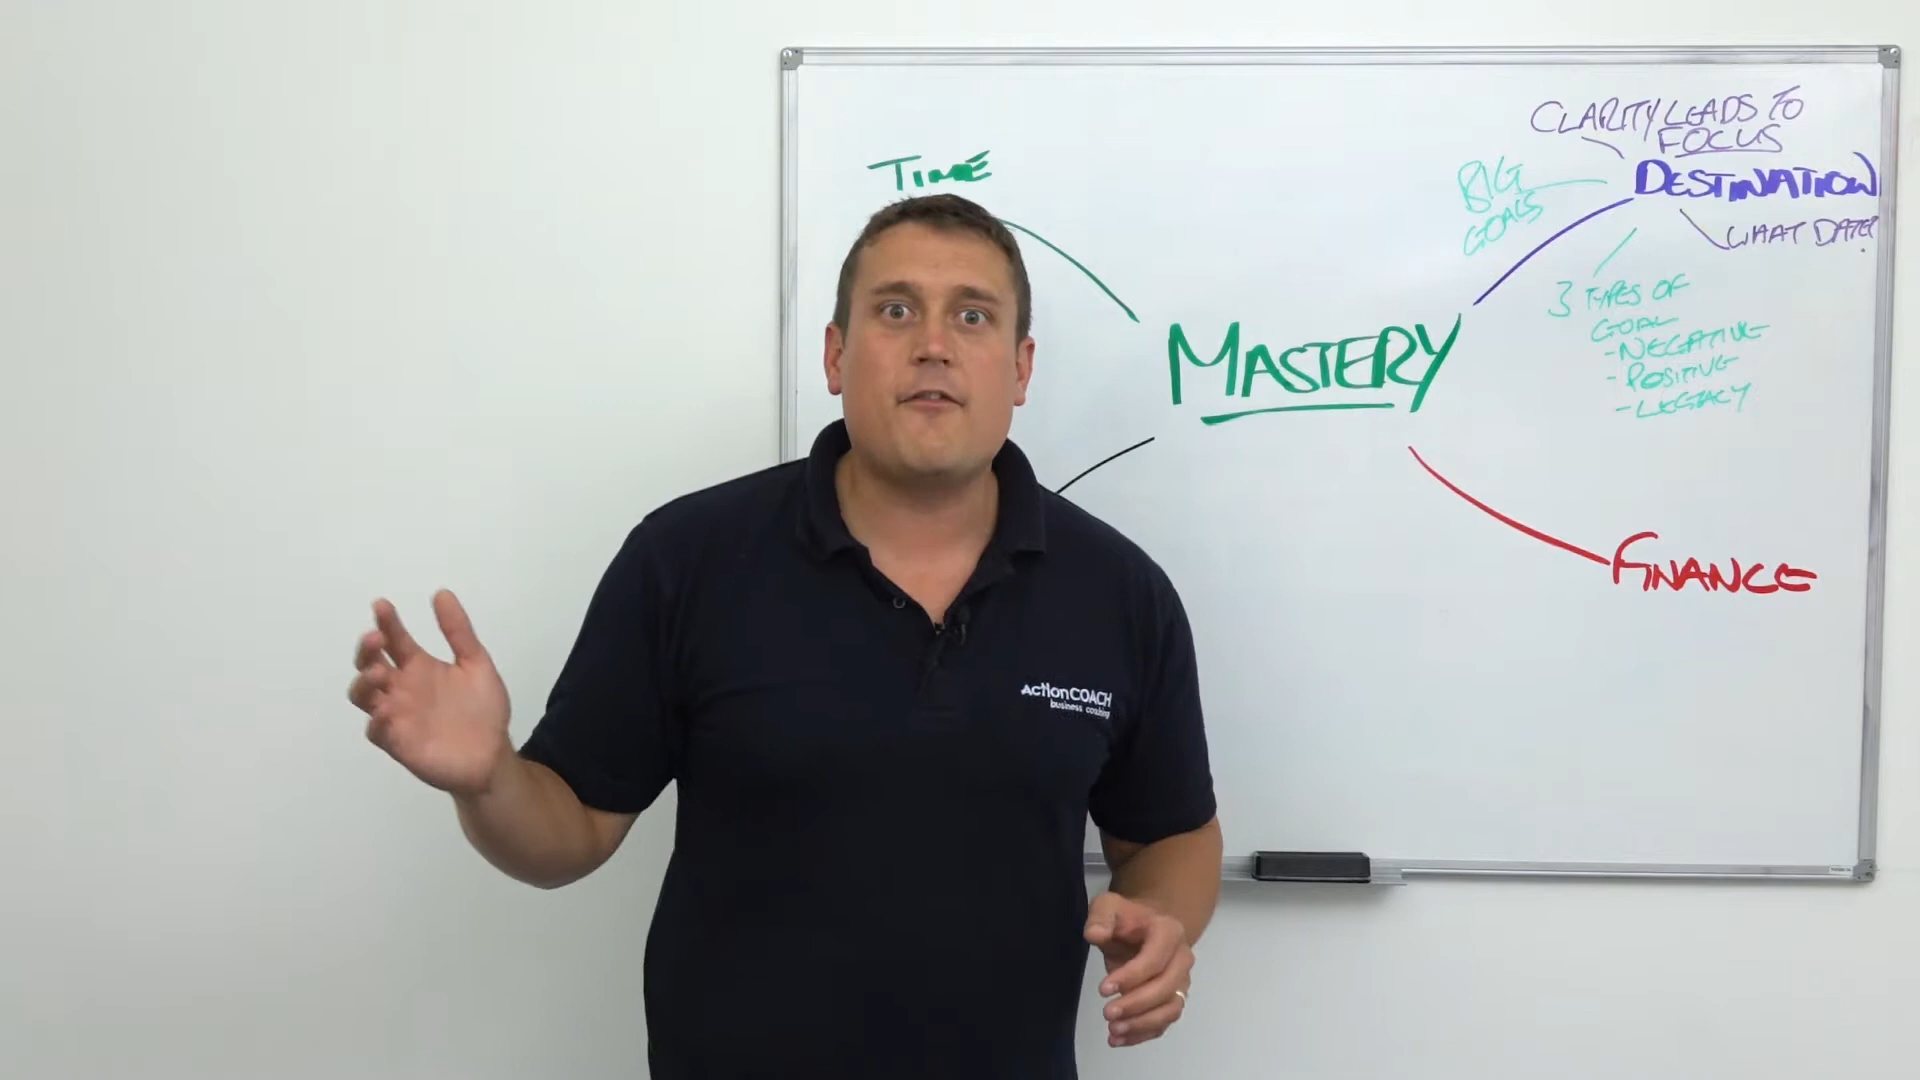 TIME
CLARITY LEADS TO
FOCUS
BIG
GOALS
DESTINATION
WHAT DATE?
3 TYPES OF
GOAL
- NEGATIVE
- POSITIVE
- LEGACY
MASTERY
FINANCE
ActionCOACH
business coaching